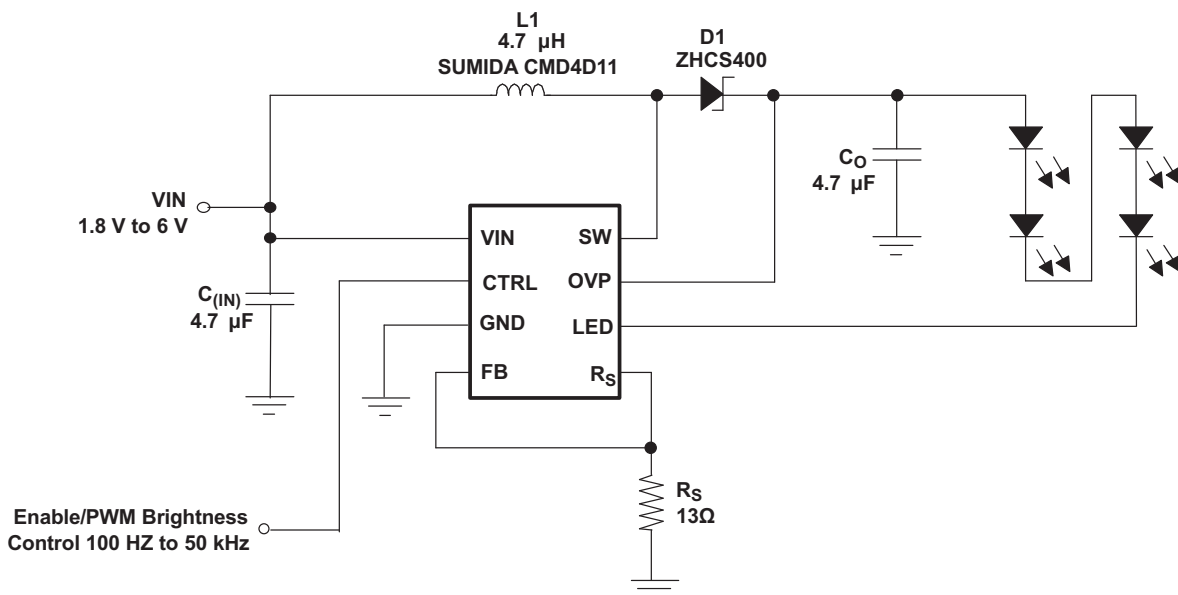 L1
4.7 µH
SUMIDA CMD4D11
D1
ZHCS400
CO
4.7 µF
VIN
1.8 V to 6 V
C(IN)
4.7 µF
VIN
SW
CTRL
OVP
GND
LED
FB
RS
RS
13Ω
Enable/PWM Brightness
Control 100 HZ to 50 kHz